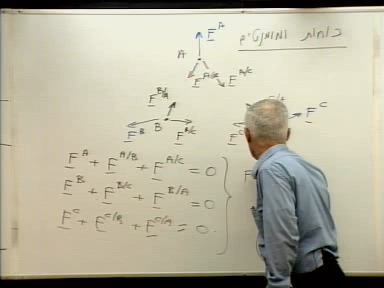 כוחות ומומנטים
F^A
A
F^A/B F^A/C
F^B/A
B
F^B F^B/C
F^C
F^C
F^A + F^A/B + F^A/C = 0
F^B + F^B/C + F^B/A = 0
F^C + F^C/B + F^C/A = 0